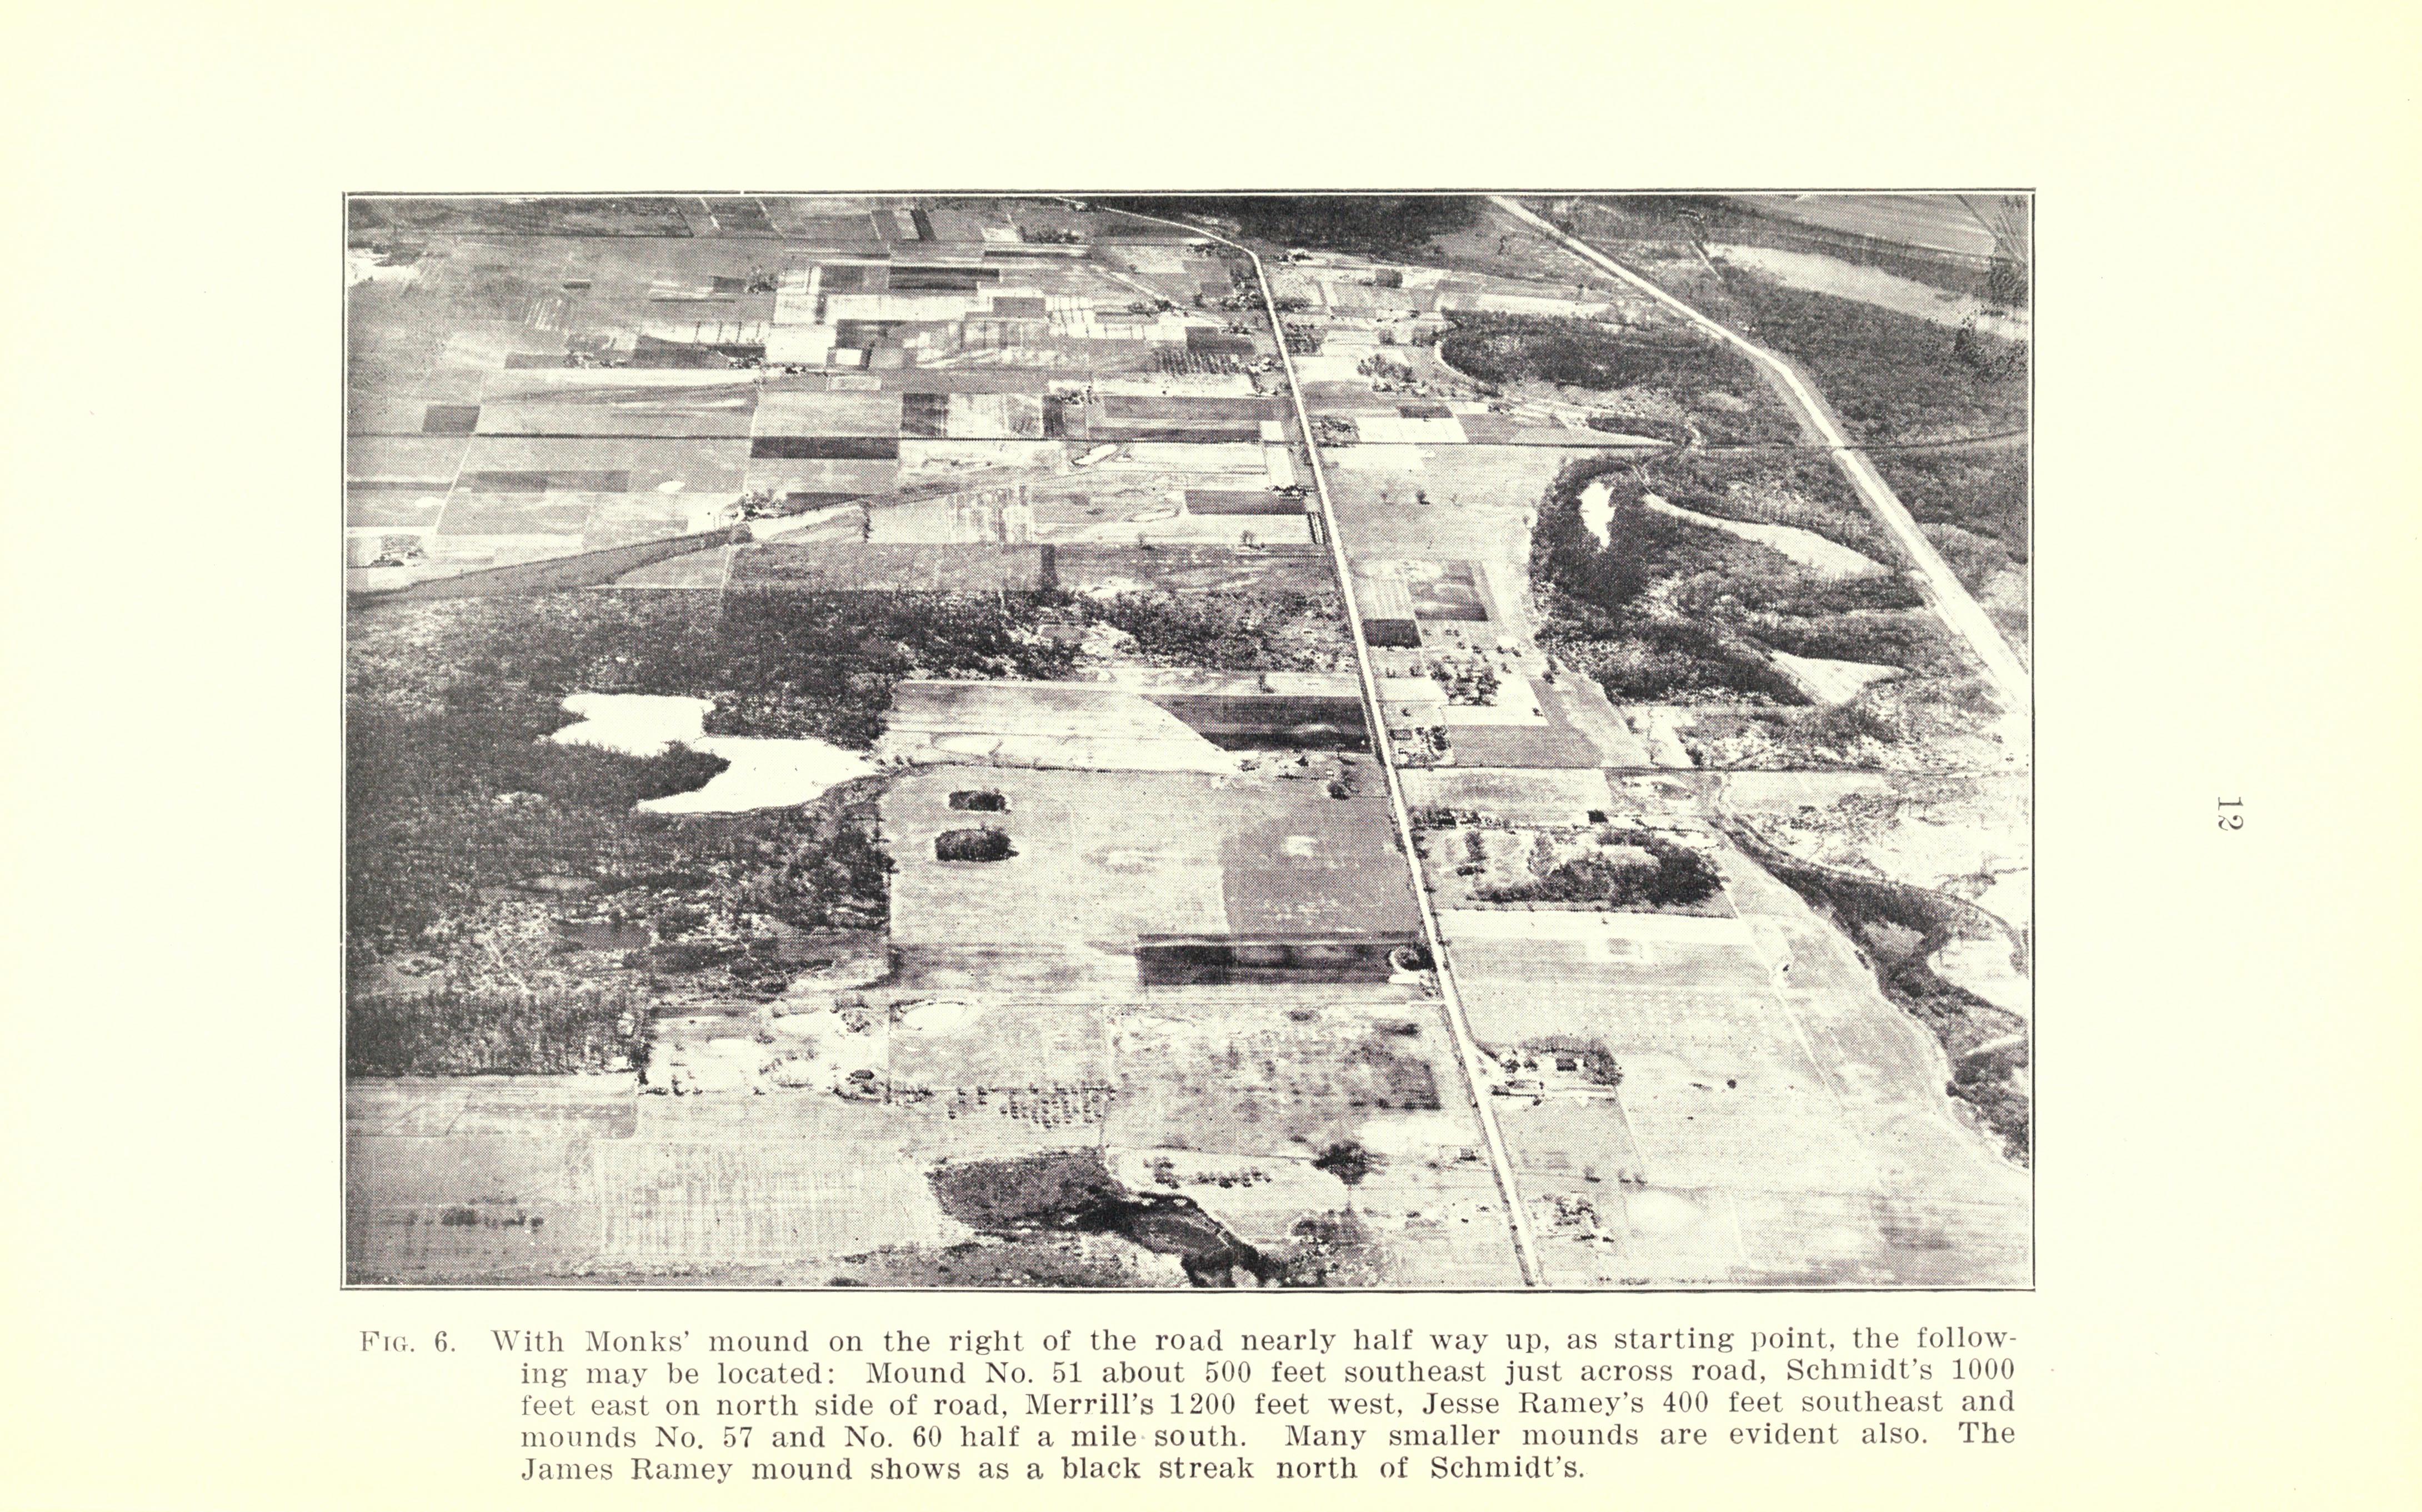 FIG. 6. With Monks' mound on the right of the road nearly half way up, as starting point, the follow-
ing may be located: Mound No. 51 about 500 feet southeast just across road, Schmidt's 1000
feet east on north side of road, Merrill's 1200 feet west, Jesse Ramey's 400 feet southeast and
mounds No. 57 and No. 60 half a mile south. Many smaller mounds are evident also. The
James Ramey mound shows as a black streak north of Schmidt's.
12